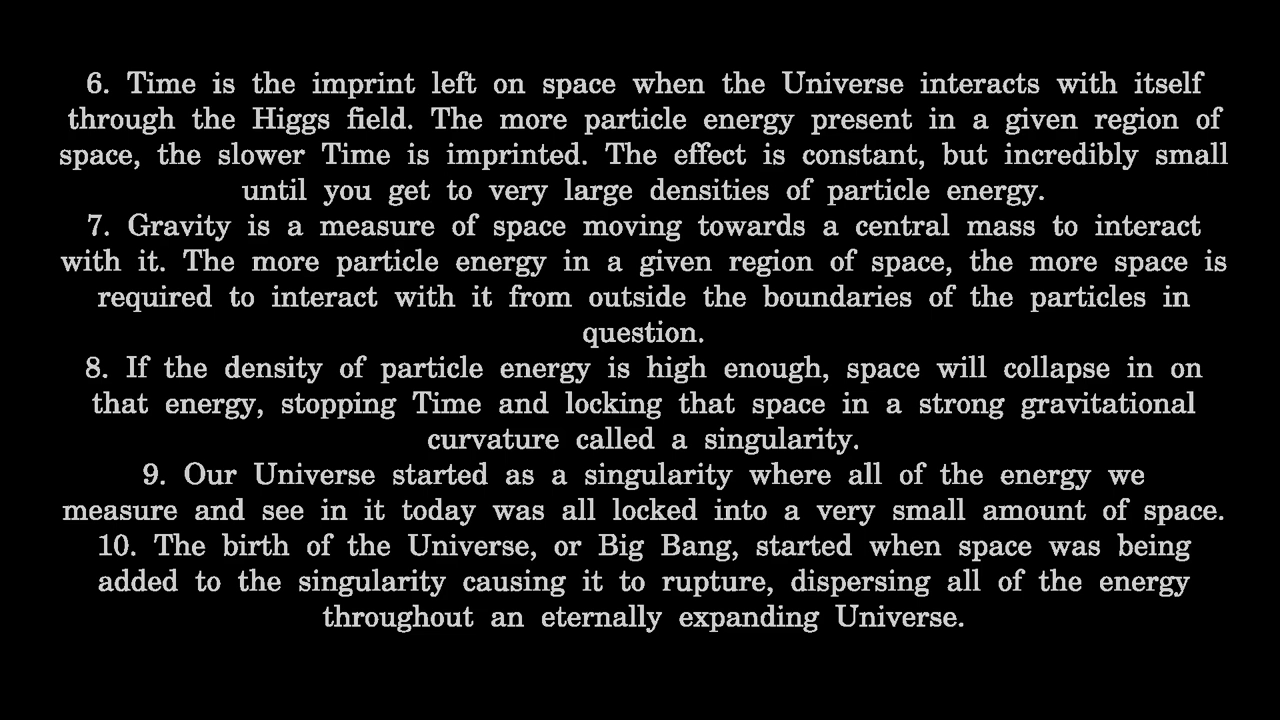 6. Time is the imprint left on space when the Universe interacts with itself
through the Higgs field. The more particle energy present in a given region of
space, the slower Time is imprinted. The effect is constant, but incredibly small
until you get to very large densities of particle energy.
7. Gravity is a measure of space moving towards a central mass to interact
with it. The more particle energy in a given region of space, the more space is
required to interact with it from outside the boundaries of the particles in
question.
8. If the density of particle energy is high enough, space will collapse in on
that energy, stopping Time and locking that space in a strong gravitational
curvature called a singularity.
9. Our Universe started as a singularity where all of the energy we
measure and see in it today was all locked into a very small amount of space.
10. The birth of the Universe, or Big Bang, started when space was being
added to the singularity causing it to rupture, dispersing all of the energy
throughout an eternally expanding Universe.